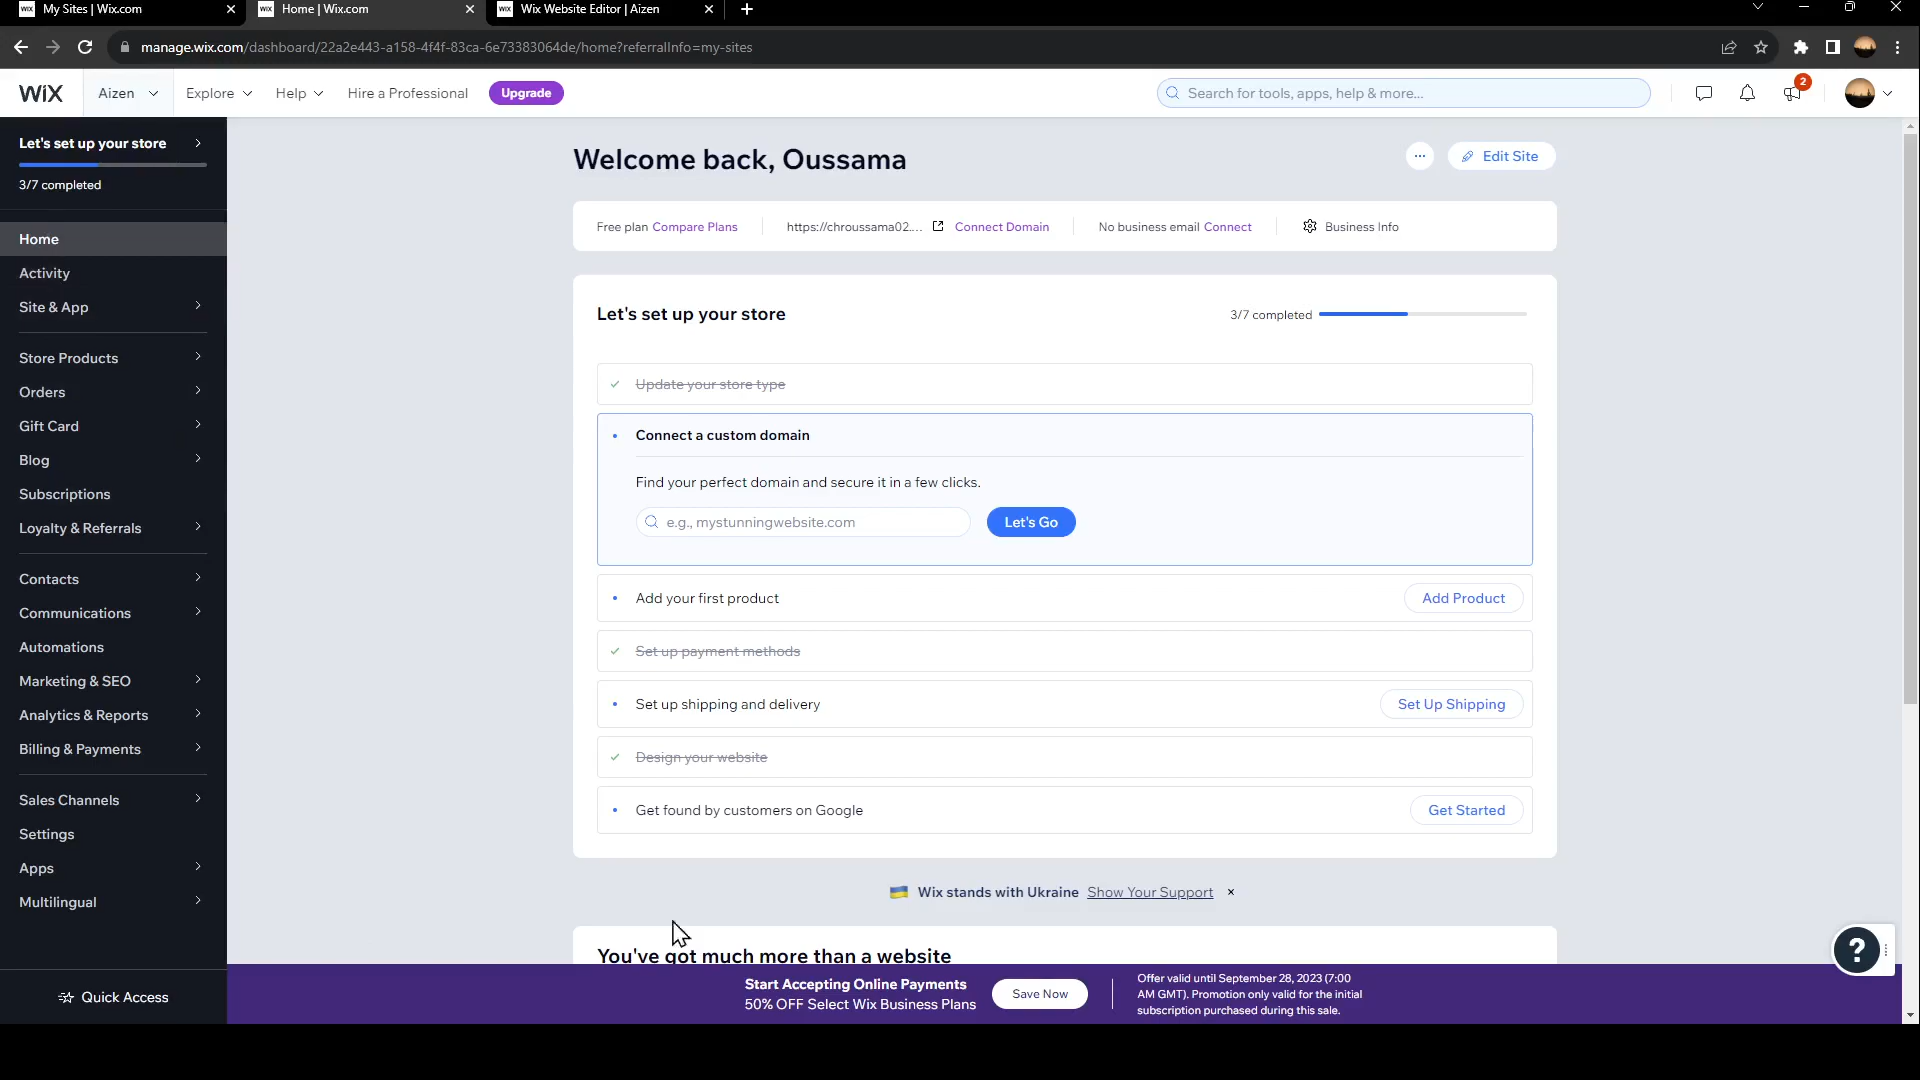 My Sites | Wix.com
Home | Wix.com
Wix Website Editor | Aizen
manage.wix.com/dashboard/22a2e443-a158-4f4f-83ca-6e73383064de/home?referralInfo=my-sites
WIX
Aizen
Explore
Help
Hire a Professional
Upgrade
Search for tools, apps, help & more...
2
Let's set up your store
3/7 completed
Home
Activity
Site & App
Store Products
Orders
Gift Card
Blog
Subscriptions
Loyalty & Referrals
Contacts
Communications
Automations
Marketing & SEO
Analytics & Reports
Billing & Payments
Sales Channels
Settings
Apps
Multilingual
Quick Access
Welcome back, Oussama
Edit Site
Free plan Compare Plans
https://chroussama02.... Connect Domain
No business email Connect
Business Info
Let's set up your store
3/7 completed
Update your store type
Connect a custom domain
Find your perfect domain and secure it in a few clicks.
e.g., mystunningwebsite.com
Let's Go
Add your first product
Add Product
Set up payment methods
Set up shipping and delivery
Set Up Shipping
Design your website
Get found by customers on Google
Get Started
Wix stands with Ukraine Show Your Support
You've got much more than a website
Start Accepting Online Payments
50% OFF Select Wix Business Plans
Save Now
Offer valid until September 28, 2023 (7:00
AM GMT). Promotion only valid for the initial
subscription purchased during this sale.
?